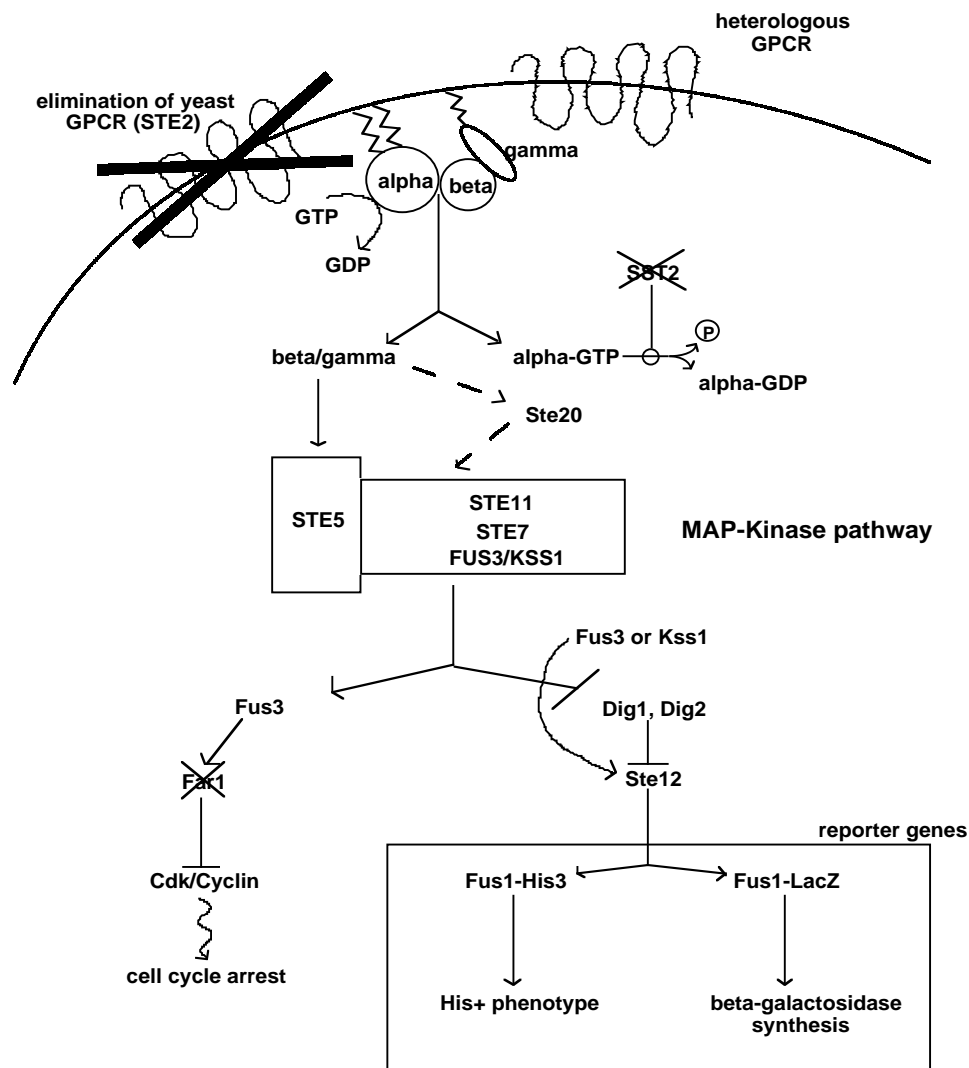 heterologous
GPCR
elimination of yeast
GPCR (STE2)
gamma
alpha
beta
GTP
GDP
SST2
P
beta/gamma
alpha-GTP
alpha-GDP
Ste20
STE5
STE11
STE7
FUS3/KSS1
MAP-Kinase pathway
Fus3 or Kss1
Fus3
Dig1, Dig2
Far1
Ste12
reporter genes
Cdk/Cyclin
Fus1-His3
Fus1-LacZ
cell cycle arrest
His+ phenotype
beta-galactosidase
synthesis